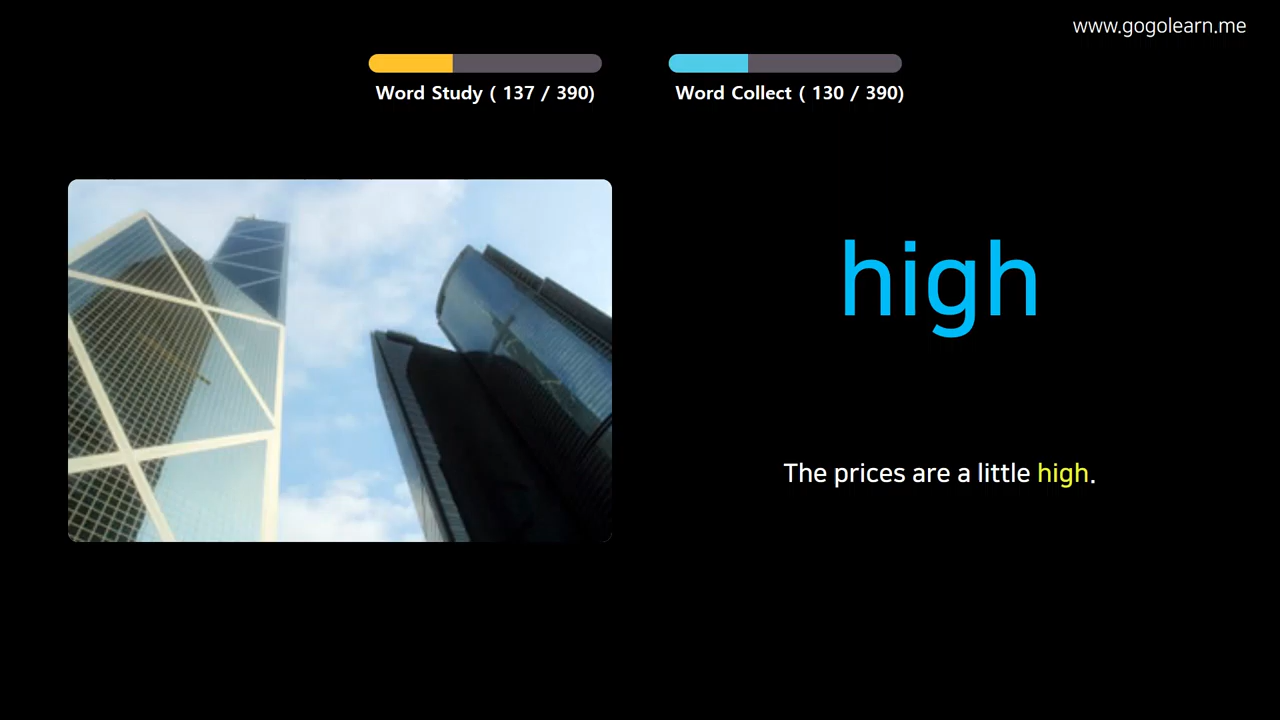 www.gogolearn.me
Word Study ( 137 / 390)
Word Collect ( 130 / 390)
high
The prices are a little high.